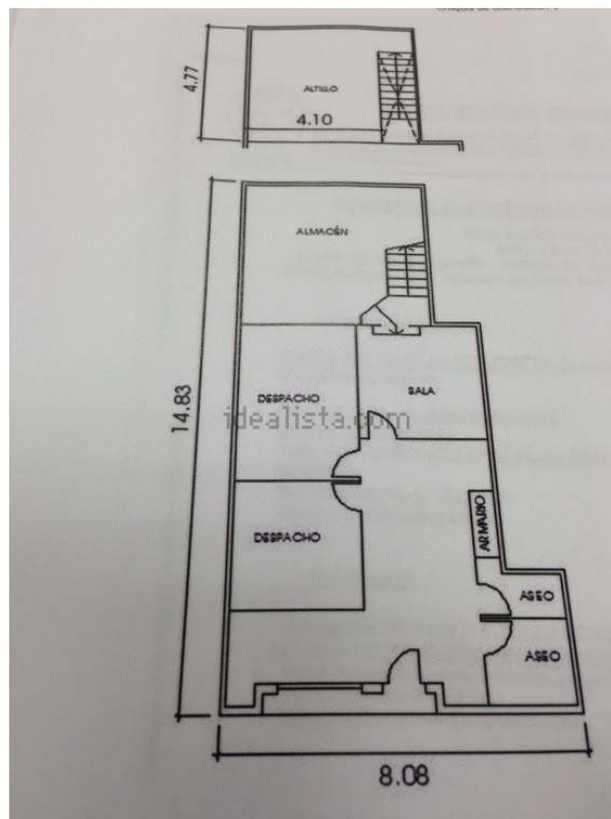 4.77
ALTILLO
4.10
ALMACÉN
14.83
DESPACHO
SALA
idealista.com
DESPACHO
ARMARIO
ASEO
ASEO
8.08